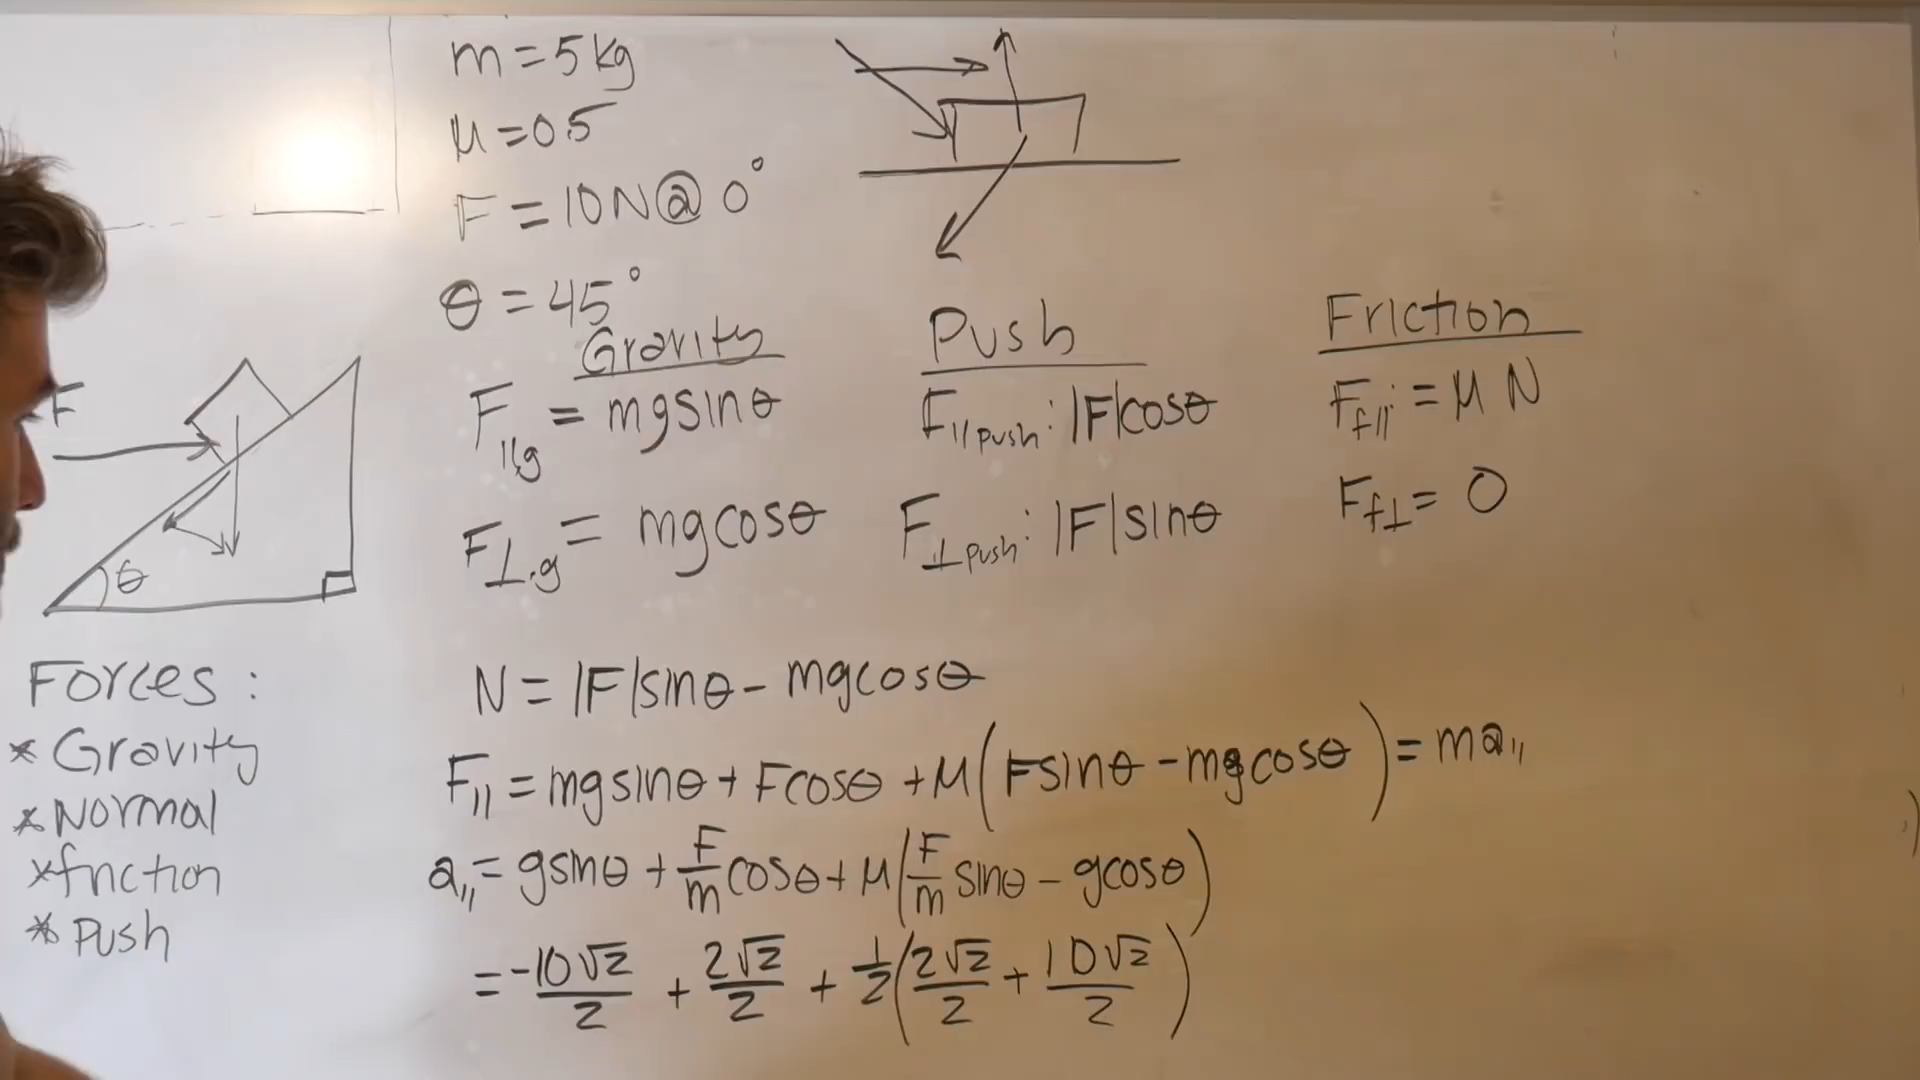 m = 5kg
μ = 0.5
F = 10N @ 0°
θ = 45°
F
θ
Gravity
F∥g = mgsinθ
F⊥,g = mgcosθ
Push
F∥push: |F|cosθ
F⊥push: |F|sinθ
Friction
Ff∥ = μN
Ff⊥ = 0
Forces:
* Gravity
* Normal
* friction
* Push
N = |F|sinθ - mgcosθ
F∥ = mgsinθ + Fcosθ + μ(Fsinθ - mgcosθ) = ma∥
a∥ = gsinθ + F/m cosθ + μ(F/m sinθ - gcosθ)
= -10√2/2 + 2√2/2 + 1/2(2√2/2 + 10√2/2)